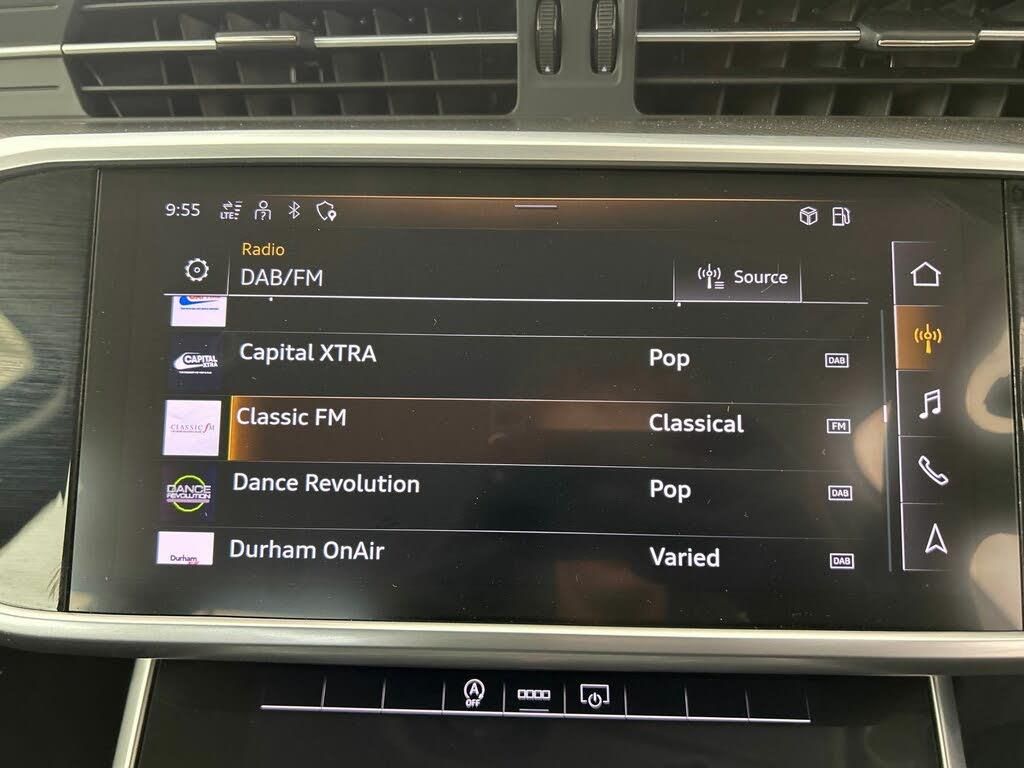 9:55 LTE
Radio
DAB/FM
Source
Capital XTRA Pop DAB
CAPITAL
XTRA
Classic FM Classical FM
CLASSIC fM
Dance Revolution Pop DAB
DANCE
REVOLUTION
Durham OnAir Varied DAB
Durham
A
OFF